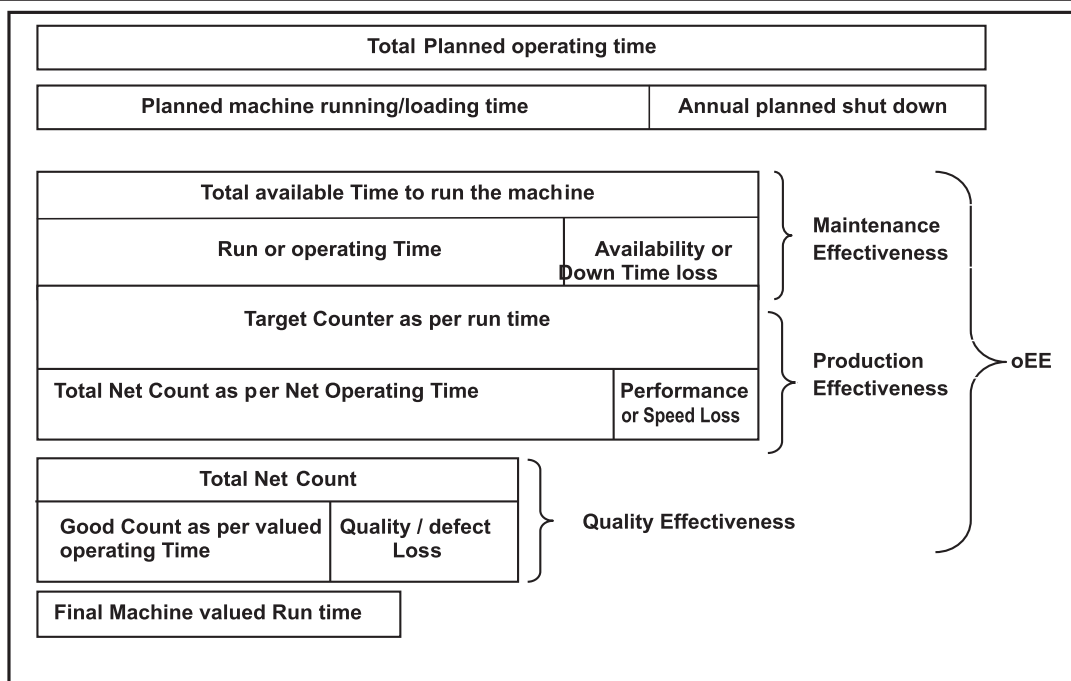 Total Planned operating time
Planned machine running/loading time
Annual planned shut down
Total available Time to run the machine
Run or operating Time
Availability or
Down Time loss
Maintenance
Effectiveness
Target Counter as per run time
Total Net Count as per Net Operating Time
Performance
or Speed Loss
Production
Effectiveness
oEE
Total Net Count
Good Count as per valued
operating Time
Quality / defect
Loss
Quality Effectiveness
Final Machine valued Run time